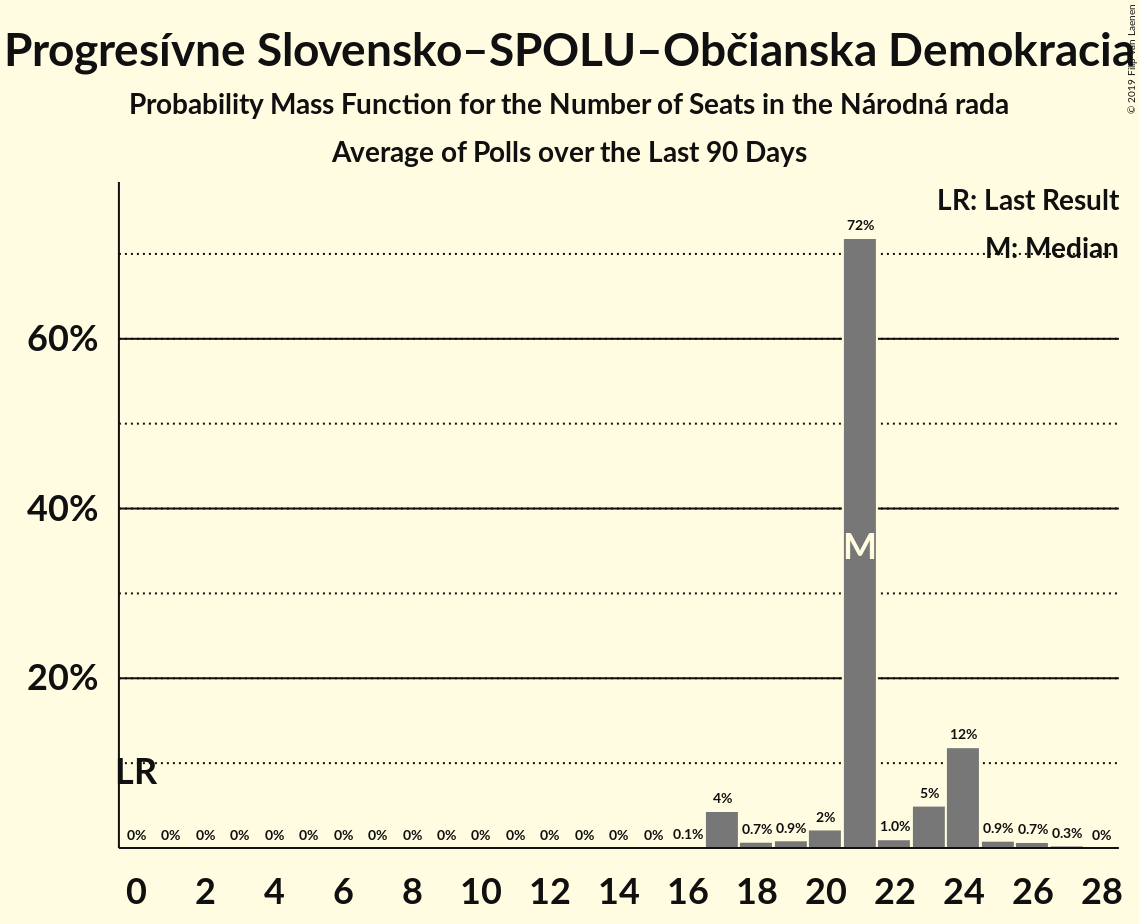 Progresívne Slovensko–SPOLU–Občianska Demokracia
Probability Mass Function for the Number of Seats in the Národná rada
Average of Polls over the Last 90 Days
© 2019 Filip van Laenen
LR: Last Result
M: Median
60%
40%
20%
72%
M
LR
0% 0% 0% 0% 0% 0% 0% 0% 0% 0% 0% 0% 0% 0% 0% 0% 0.1% 4% 0.7% 0.9% 2% 1.0% 5% 12% 0.9% 0.7% 0.3% 0%
0 2 4 6 8 10 12 14 16 18 20 22 24 26 28